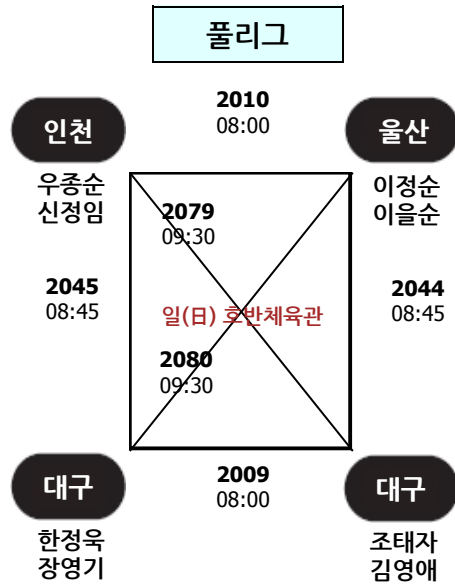 풀리그
2010
08:00
인천
울산
우종순
신정임
이정순
이을순
2079
09:30
2045
08:45
2044
08:45
일(日) 호반체육관
2080
09:30
대구
2009
08:00
대구
한정욱
장영기
조태자
김영애